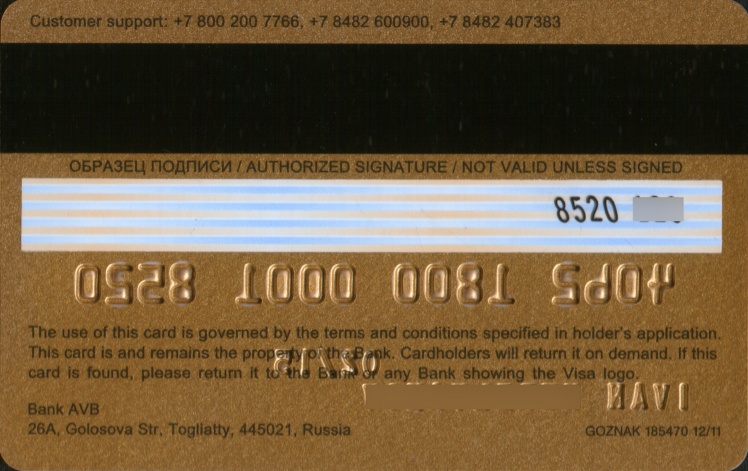 Customer support: +7 800 200 7766, +7 8482 600900, +7 8482 407383
ОБРАЗЕЦ ПОДПИСИ / AUTHORIZED SIGNATURE / NOT VALID UNLESS SIGNED
8520
The use of this card is governed by the terms and conditions specified in holder's application.
This card is and remains the property of the Bank. Cardholders will return it on demand. If this
card is found, please return it to the Bank or any Bank showing the Visa logo.
IVAN
Bank AVB
26A, Golosova Str, Togliatty, 445021, Russia
GOZNAK 185470 12/11